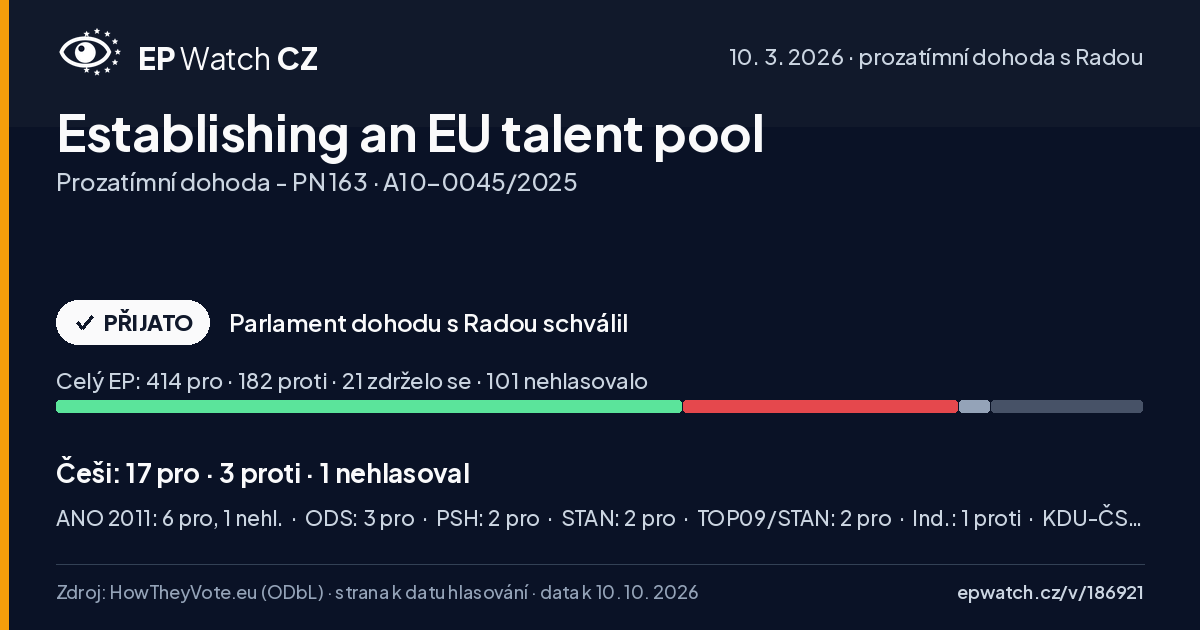 EP Watch CZ
10. 3. 2026 · prozatímní dohoda s Radou
Establishing an EU talent pool
Prozatímní dohoda - PN 163 · A10–0045/2025
✓ PŘIJATO
Parlament dohodu s Radou schválil
Celý EP: 414 pro · 182 proti · 21 zdrželo se · 101 nehlasovalo
Češi: 17 pro · 3 proti · 1 nehlasoval
ANO 2011: 6 pro, 1 nehl. · ODS: 3 pro · PSH: 2 pro · STAN: 2 pro · TOP09/STAN: 2 pro · Ind.: 1 proti · KDU-ČS…
Zdroj: HowTheyVote.eu (ODbL) · strana k datu hlasování · data k 10. 10. 2026
epwatch.cz/v/186921